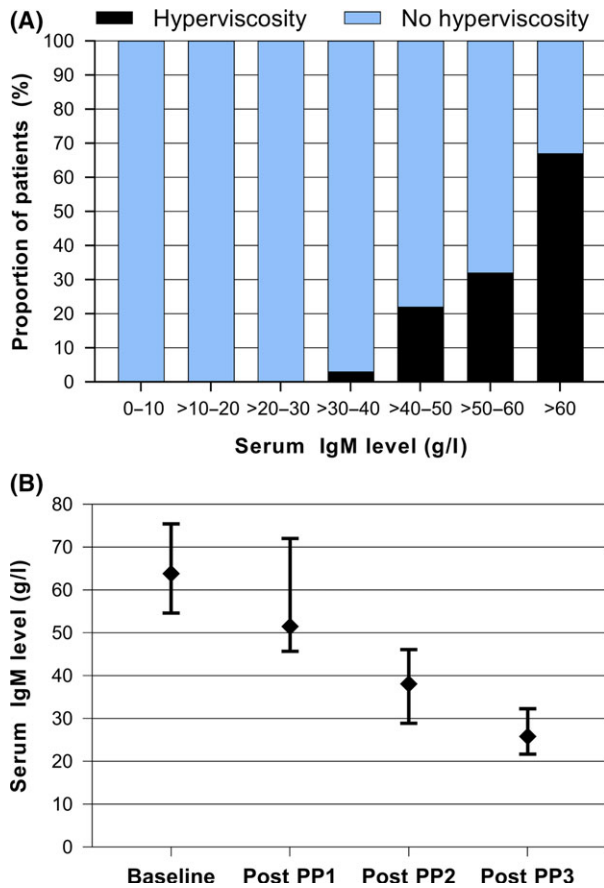 (A) Hyperviscosity No hyperviscosity
Proportion of patients (%)
100
90
80
70
60
50
40
30
20
10
0
0–10 >10–20 >20–30 >30–40 >40–50 >50–60 >60
Serum IgM level (g/l)
(B)
Serum IgM level (g/l)
80
70
60
50
40
30
20
10
0
Baseline Post PP1 Post PP2 Post PP3